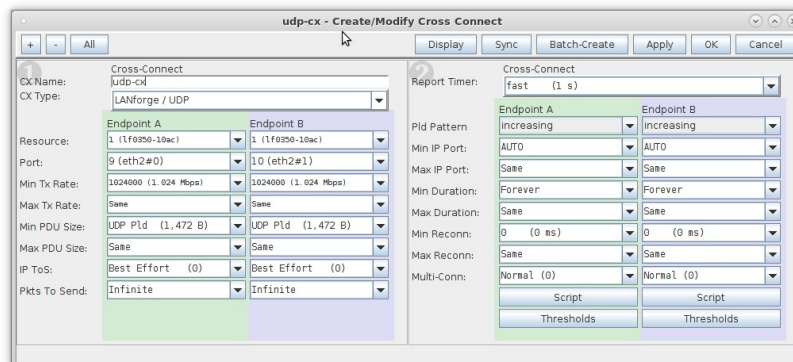 udp-cx - Create/Modify Cross Connect
+ - All Display Sync Batch-Create Apply OK Cancel
1 Cross-Connect
CX Name: udp-cx
CX Type: LANforge / UDP
Endpoint A Endpoint B
Resource: 1 (lf0350-10ac) 1 (lf0350-10ac)
Port: 9 (eth2#0) 10 (eth2#1)
Min Tx Rate: 1024000 (1.024 Mbps) 1024000 (1.024 Mbps)
Max Tx Rate: Same Same
Min PDU Size: UDP Pld (1,472 B) UDP Pld (1,472 B)
Max PDU Size: Same Same
IP ToS: Best Effort (0) Best Effort (0)
Pkts To Send: Infinite Infinite
2 Cross-Connect
Report Timer: fast (1 s)
Endpoint A Endpoint B
Pld Pattern increasing increasing
Min IP Port: AUTO AUTO
Max IP Port: Same Same
Min Duration: Forever Forever
Max Duration: Same Same
Min Reconn: 0 (0 ms) 0 (0 ms)
Max Reconn: Same Same
Multi-Conn: Normal (0) Normal (0)
Script Script
Thresholds Thresholds